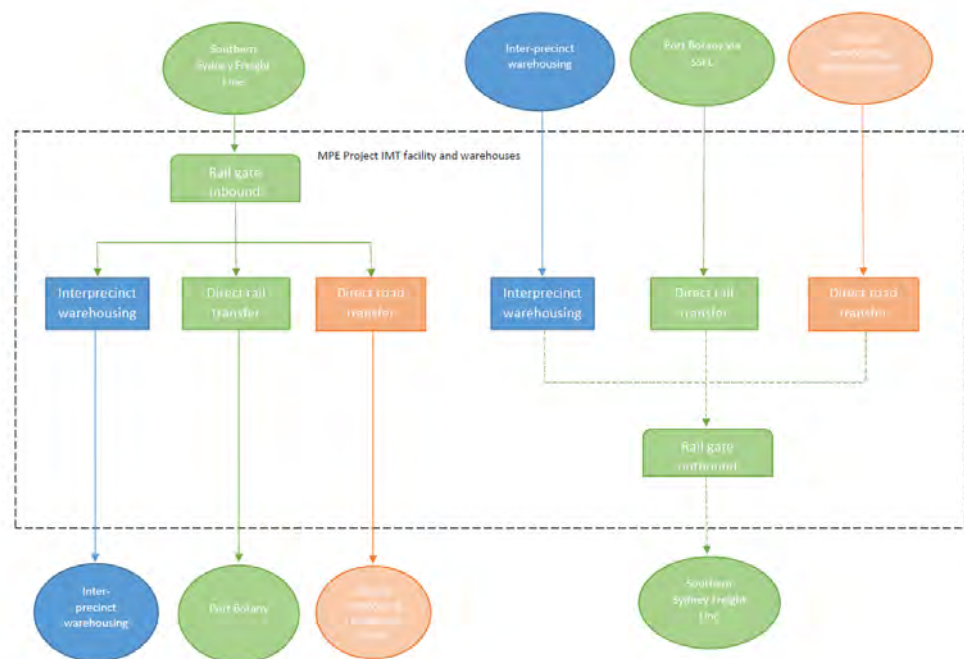 Southern
Sydney Freight
Line
Inter-precinct
warehousing
Port Botany via
SSFL
MPE Project IMT facility and warehouses
Rail gate
inbound
Interprecinct
warehousing
Direct rail
transfer
Direct road
transfer
Interprecinct
warehousing
Direct rail
transfer
Direct road
transfer
Rail gate
outbound
Inter-
precinct
warehousing
Port Botany
Southern
Sydney Freight
Line